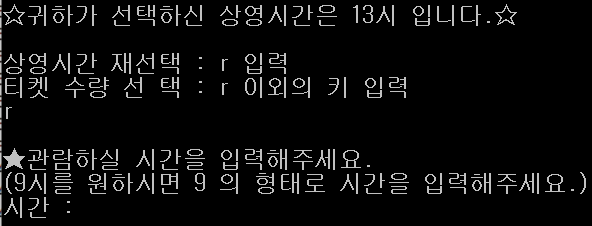 ☆귀하가 선택하신 상영시간은 13시 입니다.☆
상영시간 재선택 : r 입력
티켓 수량 선 택 : r 이외의 키 입력
r
★관람하실 시간을 입력해주세요.
(9시를 원하시면 9 의 형태로 시간을 입력해주세요.)
시간 :